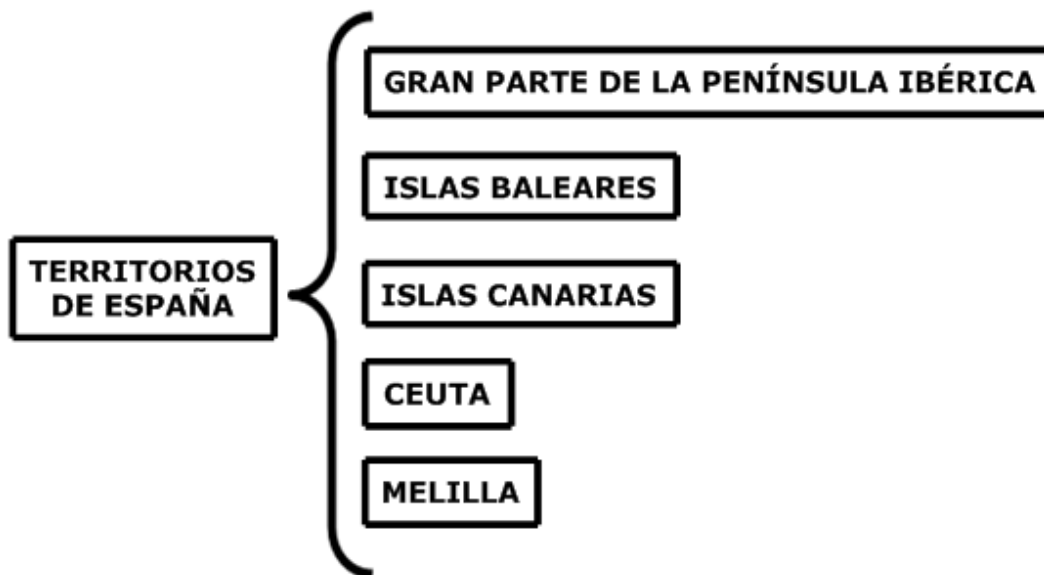 TERRITORIOS
DE ESPAÑA
GRAN PARTE DE LA PENÍNSULA IBÉRICA
ISLAS BALEARES
ISLAS CANARIAS
CEUTA
MELILLA